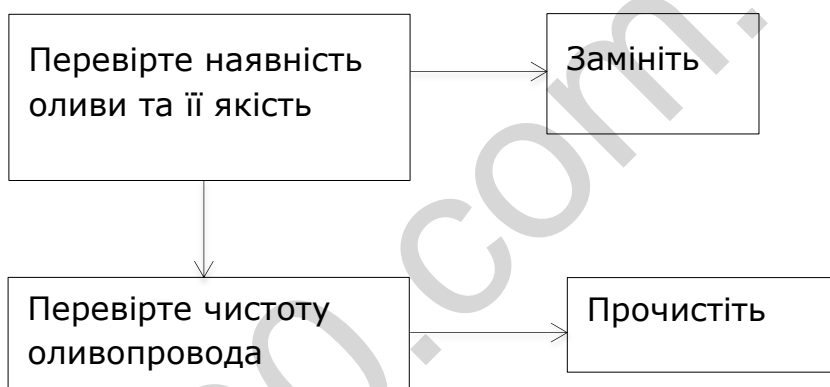 Перевірте наявність
оливи та її якість
Замініть
Перевірте чистоту
оливопровода
Прочистіть